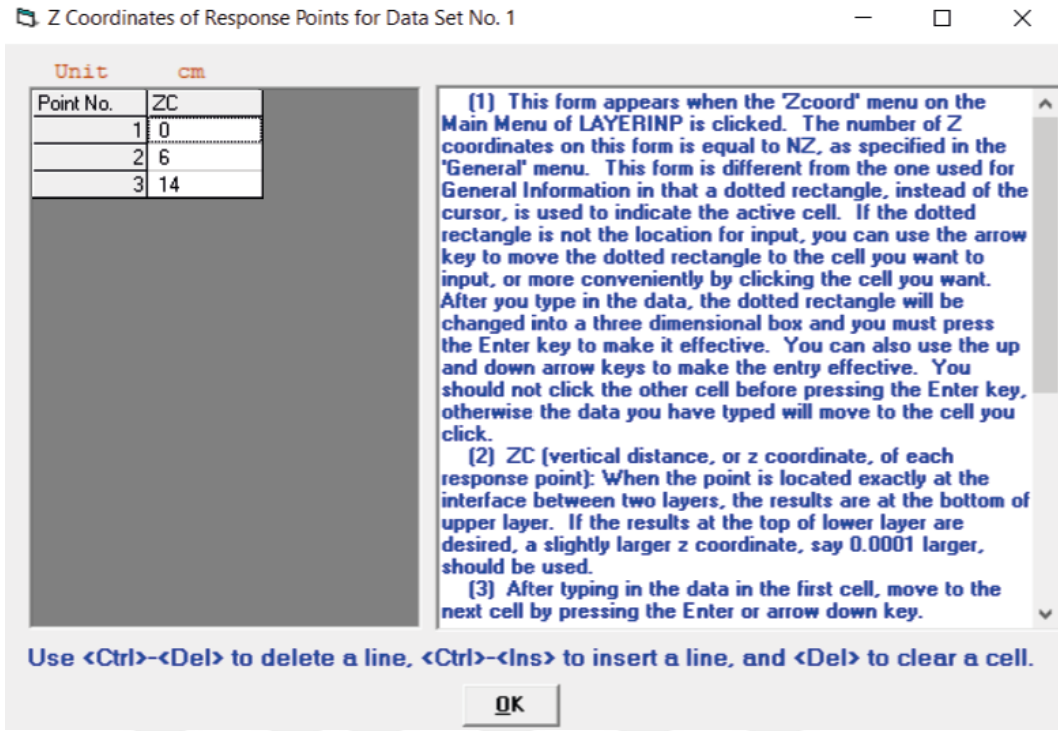 Z Coordinates of Response Points for Data Set No. 1
Unit cm
Point No. ZC
1 0
2 6
3 14
(1) This form appears when the 'Zcoord' menu on the
Main Menu of LAYERINP is clicked. The number of Z
coordinates on this form is equal to NZ, as specified in the
'General' menu. This form is different from the one used for
General Information in that a dotted rectangle, instead of the
cursor, is used to indicate the active cell. If the dotted
rectangle is not the location for input, you can use the arrow
key to move the dotted rectangle to the cell you want to
input, or more conveniently by clicking the cell you want.
After you type in the data, the dotted rectangle will be
changed into a three dimensional box and you must press
the Enter key to make it effective. You can also use the up
and down arrow keys to make the entry effective. You
should not click the other cell before pressing the Enter key,
otherwise the data you have typed will move to the cell you
click.
(2) ZC (vertical distance, or z coordinate, of each
response point): When the point is located exactly at the
interface between two layers, the results are at the bottom of
upper layer. If the results at the top of lower layer are
desired, a slightly larger z coordinate, say 0.0001 larger,
should be used.
(3) After typing in the data in the first cell, move to the
next cell by pressing the Enter or arrow down key.
Use <Ctrl>-<Del> to delete a line, <Ctrl>-<Ins> to insert a line, and <Del> to clear a cell.
OK